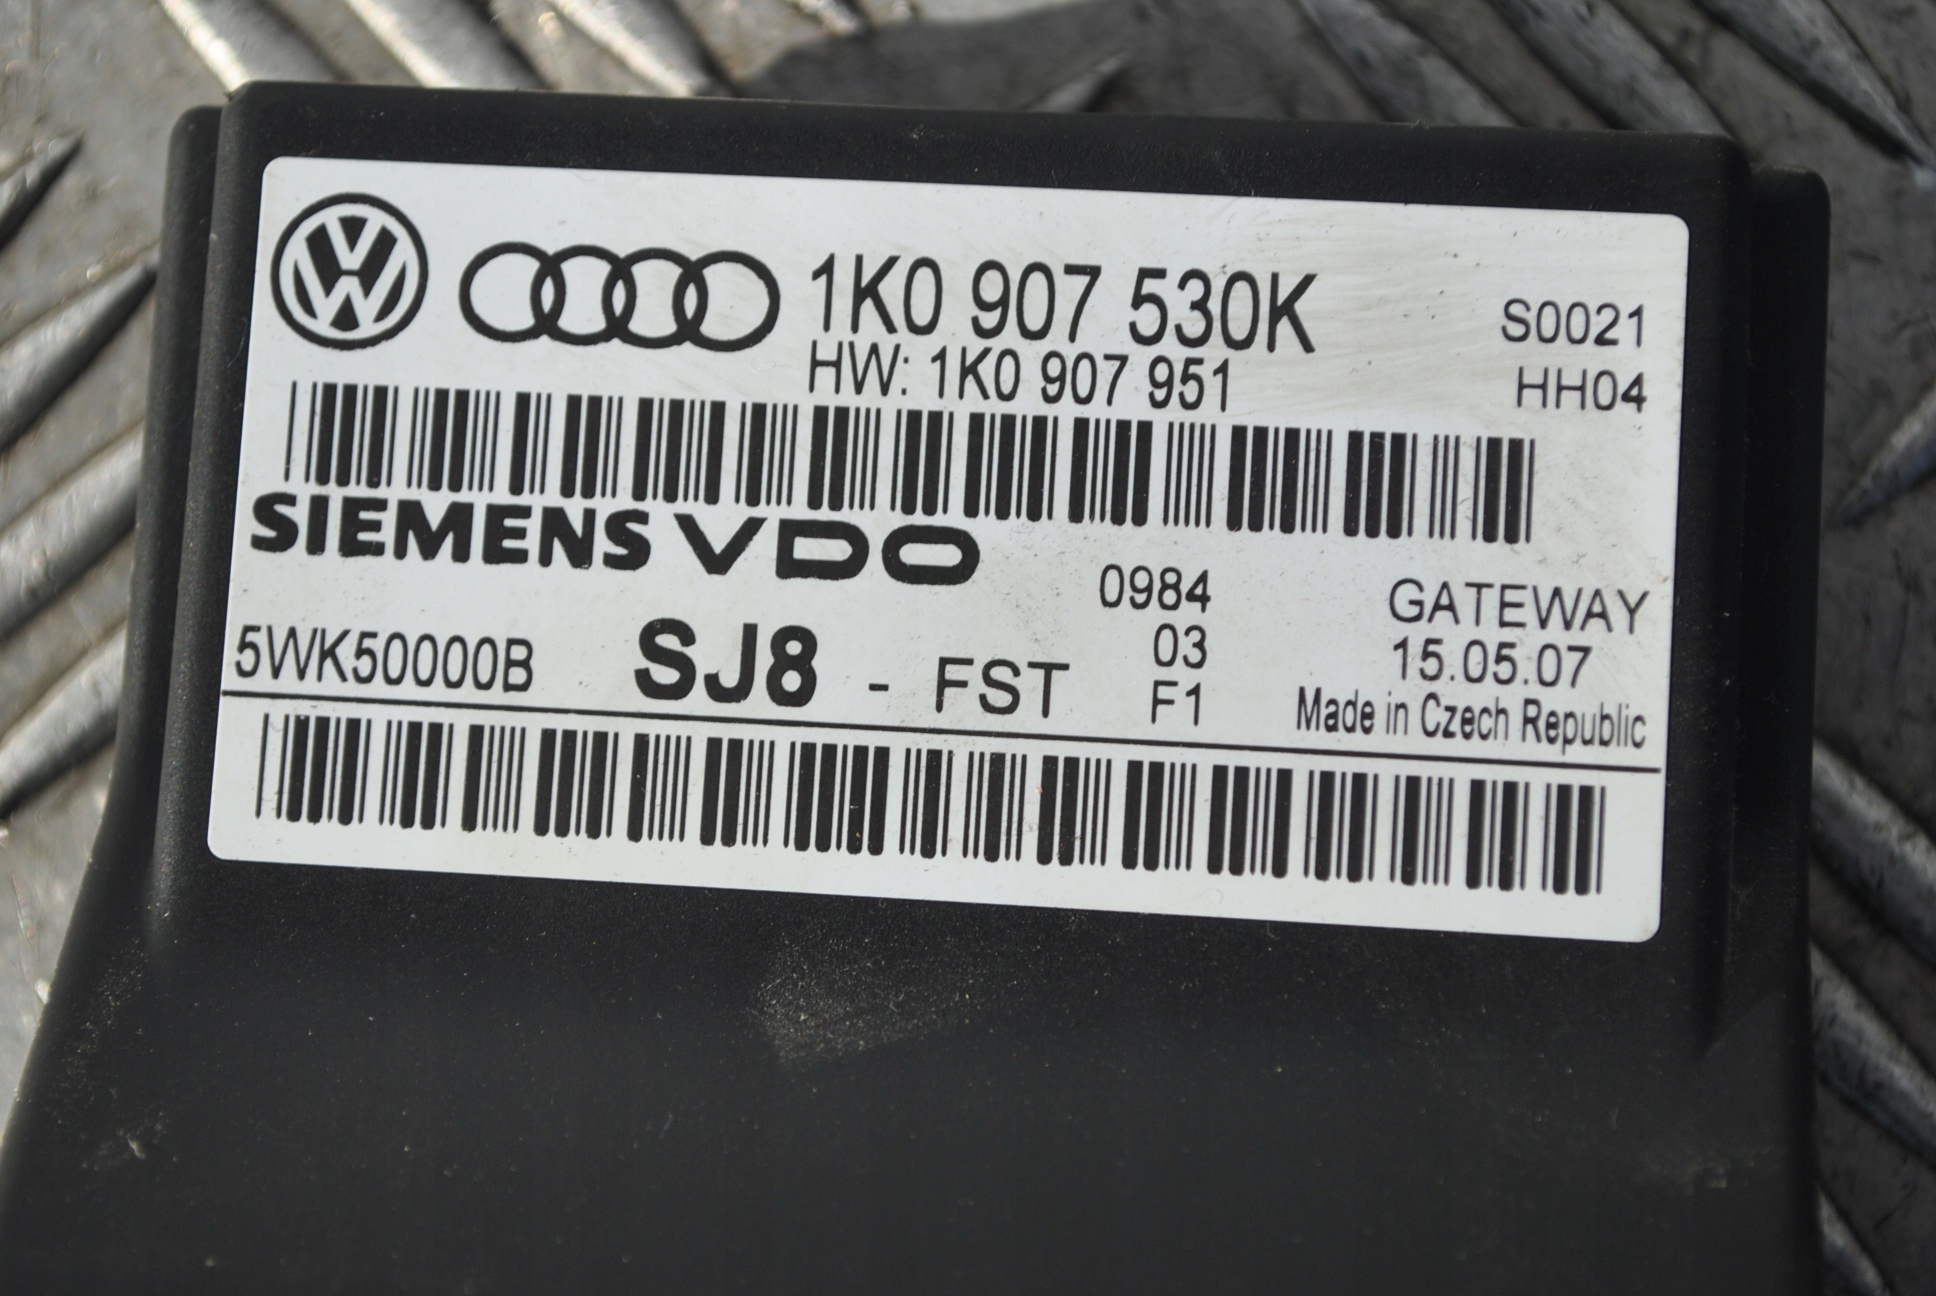 1K0 907 530K
S0021
HW: 1K0 907 951
HH04
SIEMENS VDO
0984
GATEWAY
5WK50000B SJ8 - FST
03
15.05.07
F1
Made in Czech Republic